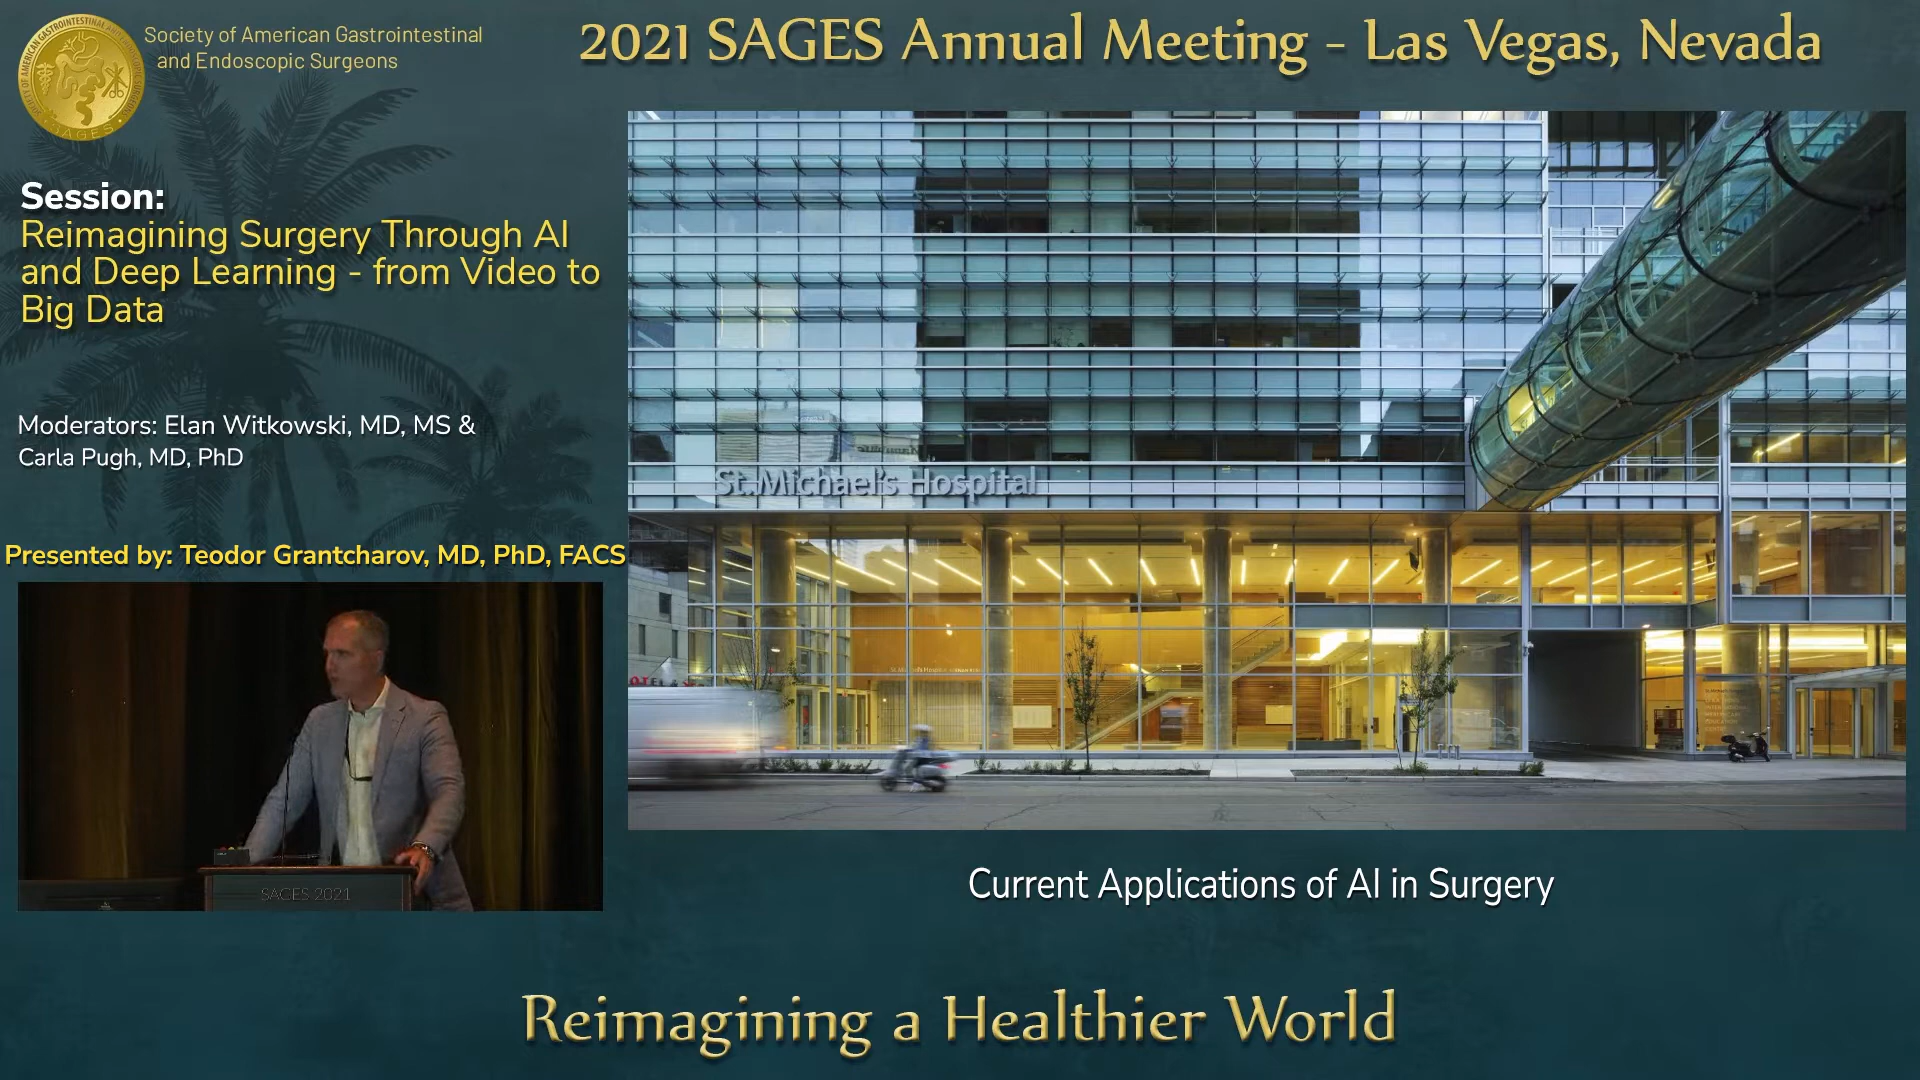 Society of American Gastrointestinal
and Endoscopic Surgeons
SAGES
2021 SAGES Annual Meeting - Las Vegas, Nevada
Session:
Reimagining Surgery Through AI
and Deep Learning - from Video to
Big Data
Moderators: Elan Witkowski, MD, MS &
Carla Pugh, MD, PhD
Presented by: Teodor Grantcharov, MD, PhD, FACS
SAGES 2021
St. Michael's Hospital
Current Applications of AI in Surgery
Reimagining a Healthier World